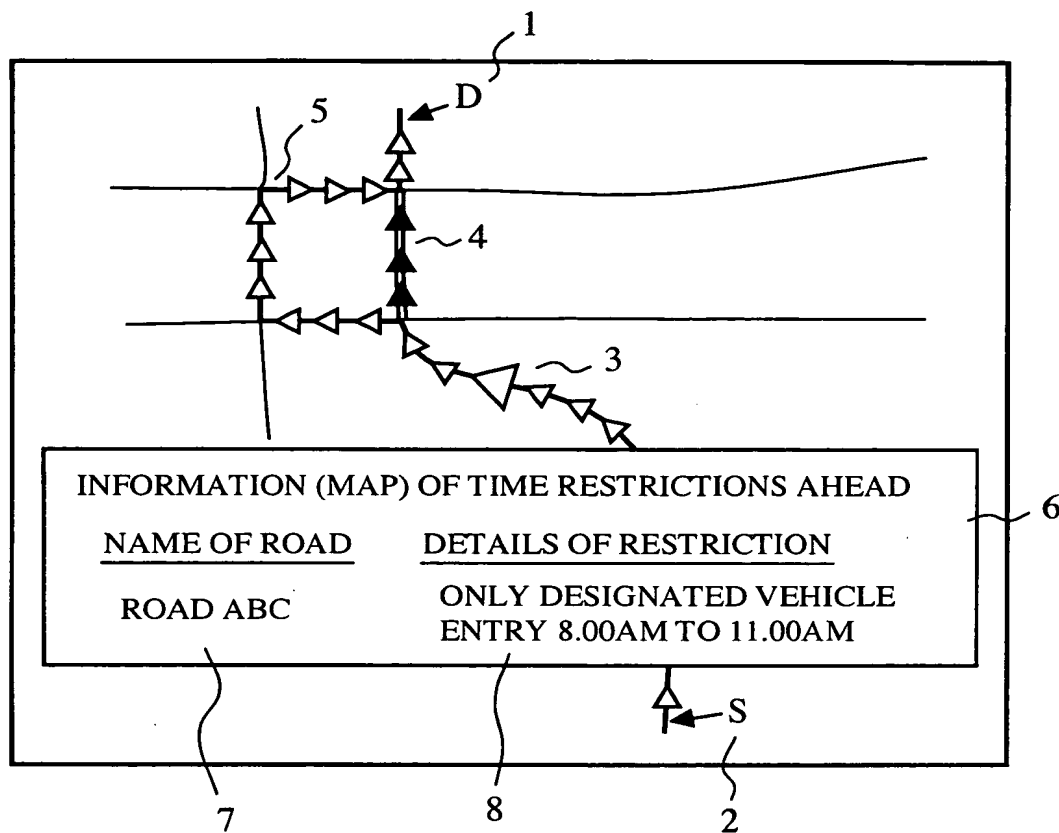 1
D
5
4
3
INFORMATION (MAP) OF TIME RESTRICTIONS AHEAD
6
NAME OF ROAD DETAILS OF RESTRICTION
ROAD ABC ONLY DESIGNATED VEHICLE
ENTRY 8.00AM TO 11.00AM
S
7 8 2